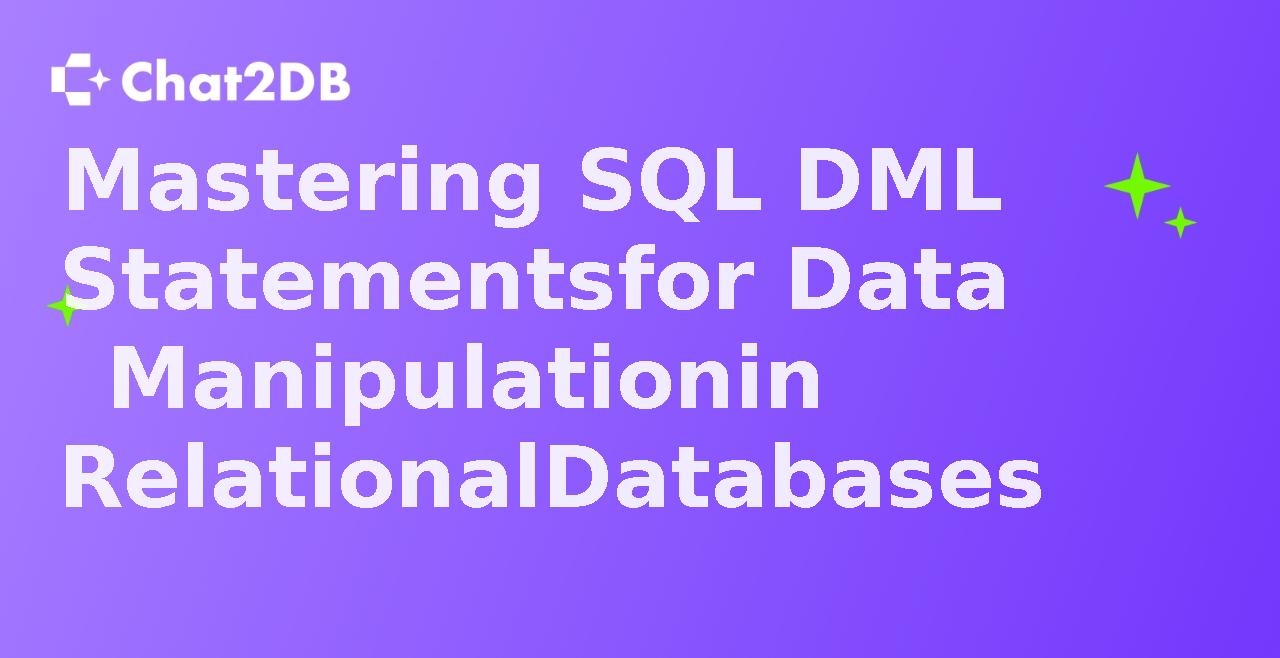 Chat2DB
Mastering SQL DML
Statementsfor Data
Manipulationin
RelationalDatabases